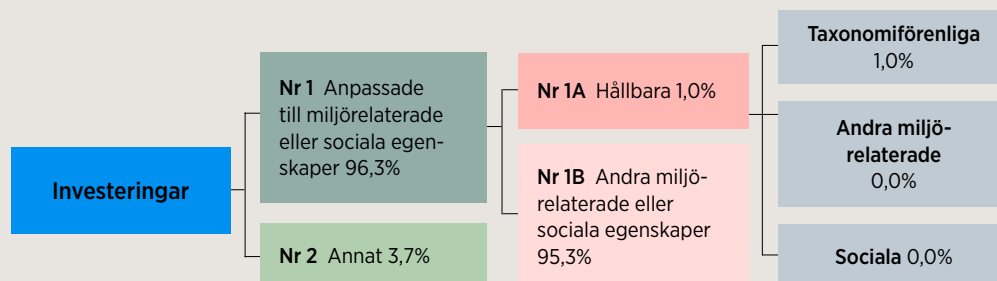 Investeringar
Nr 1 Anpassade
till miljörelaterade
eller sociala egen-
skaper 96,3%
Nr 2 Annat 3,7%
Nr 1A Hållbara 1,0%
Nr 1B Andra miljö-
relaterade eller
sociala egenskaper
95,3%
Taxonomiförenliga
1,0%
Andra miljö-
relaterade
0,0%
Sociala 0,0%